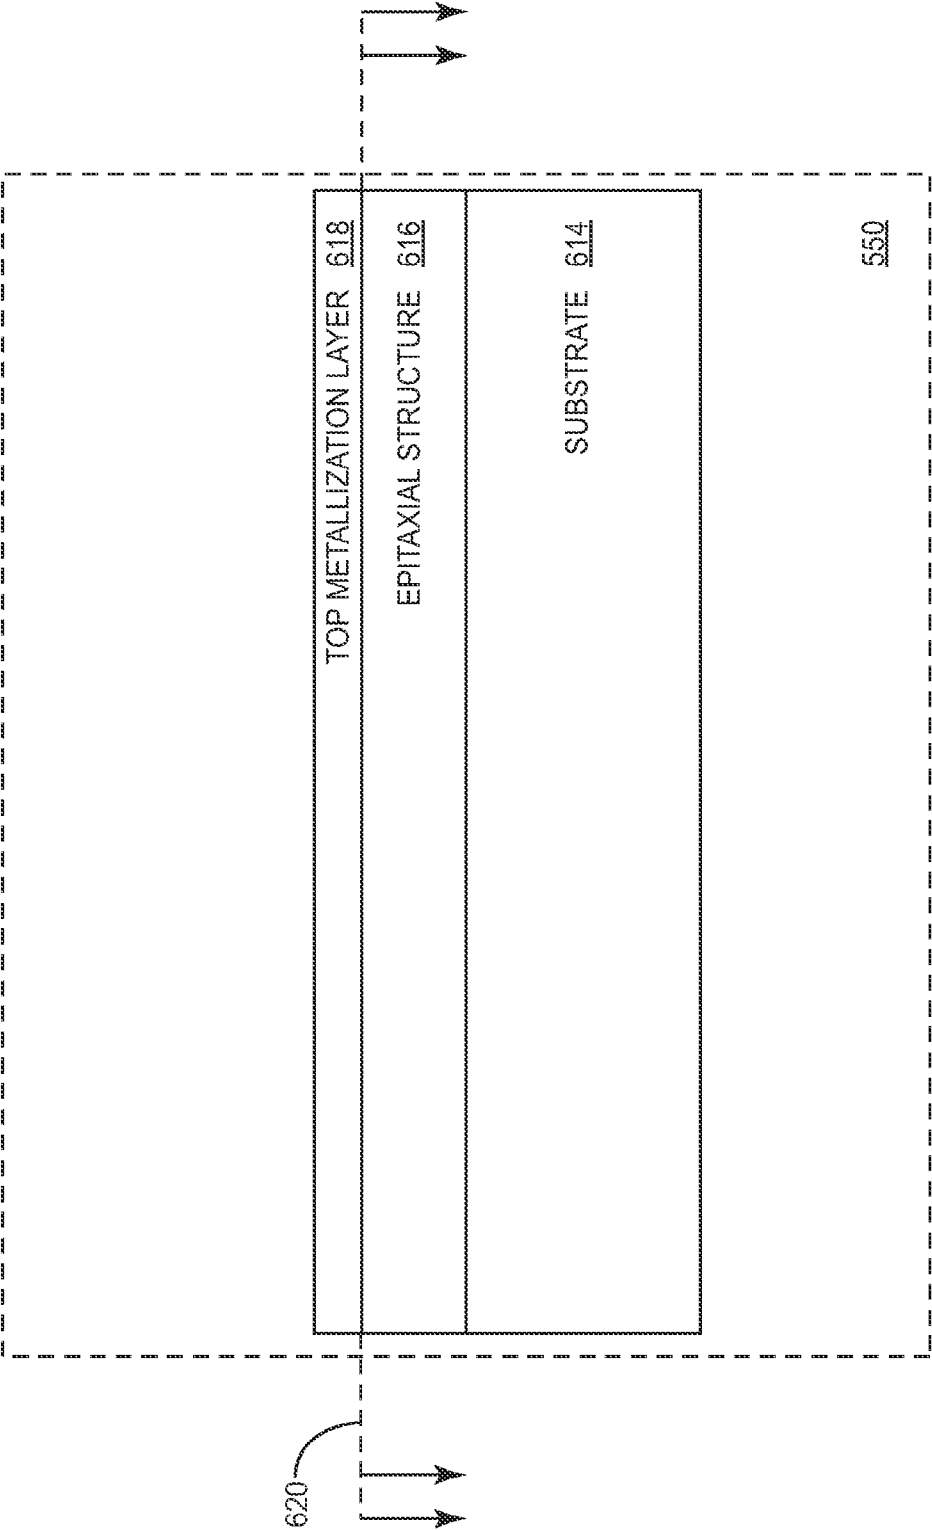 TOP METALLIZATION LAYER 618
EPITAXIAL STRUCTURE 616
SUBSTRATE 614
550
620